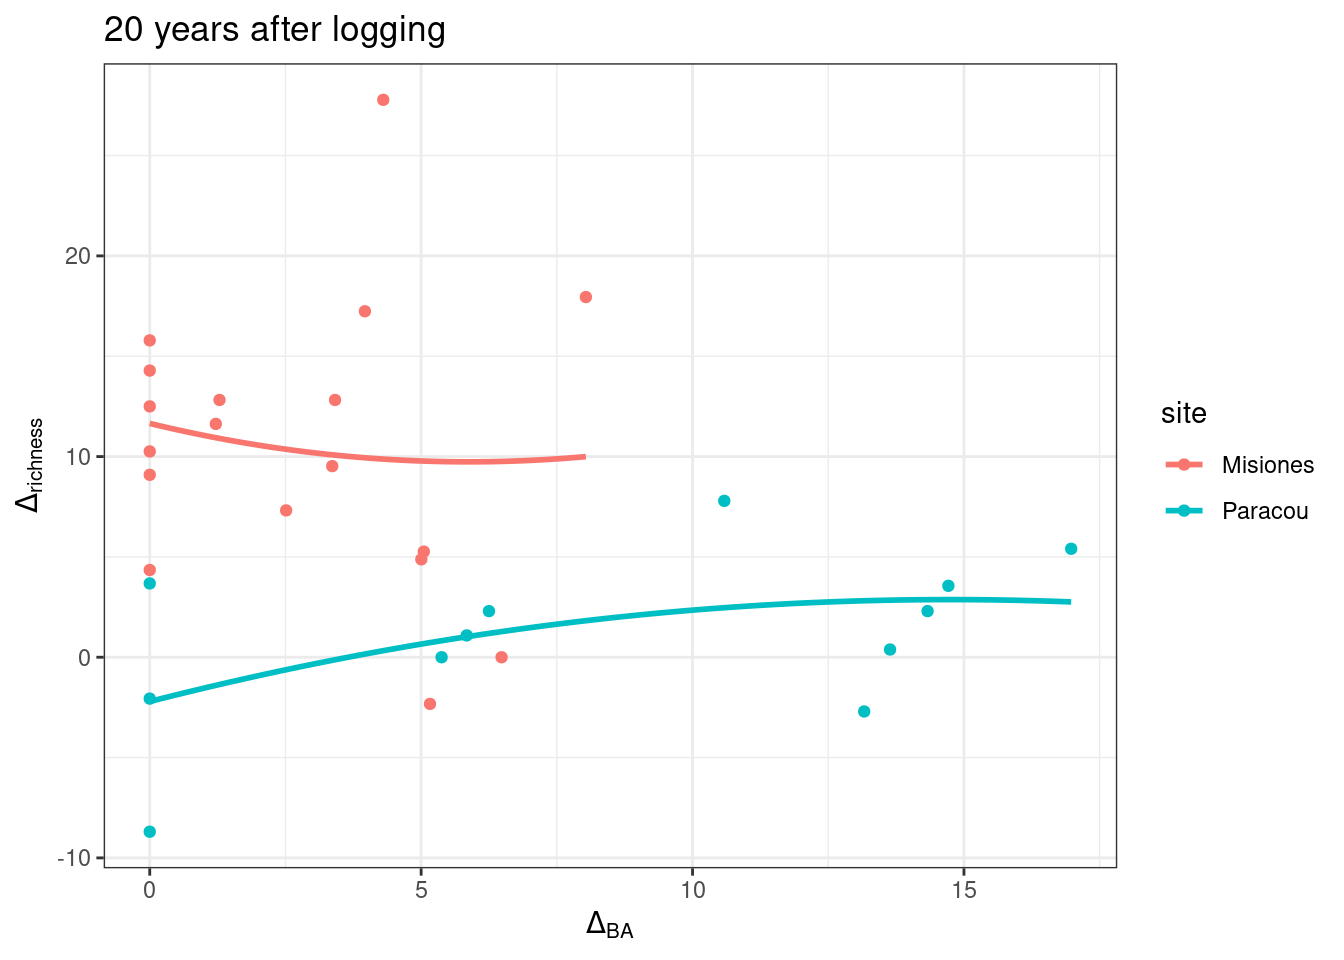 20 years after logging
Δrichness
20
10
0
-10
0 5 10 15
ΔBA
site
Misiones
Paracou